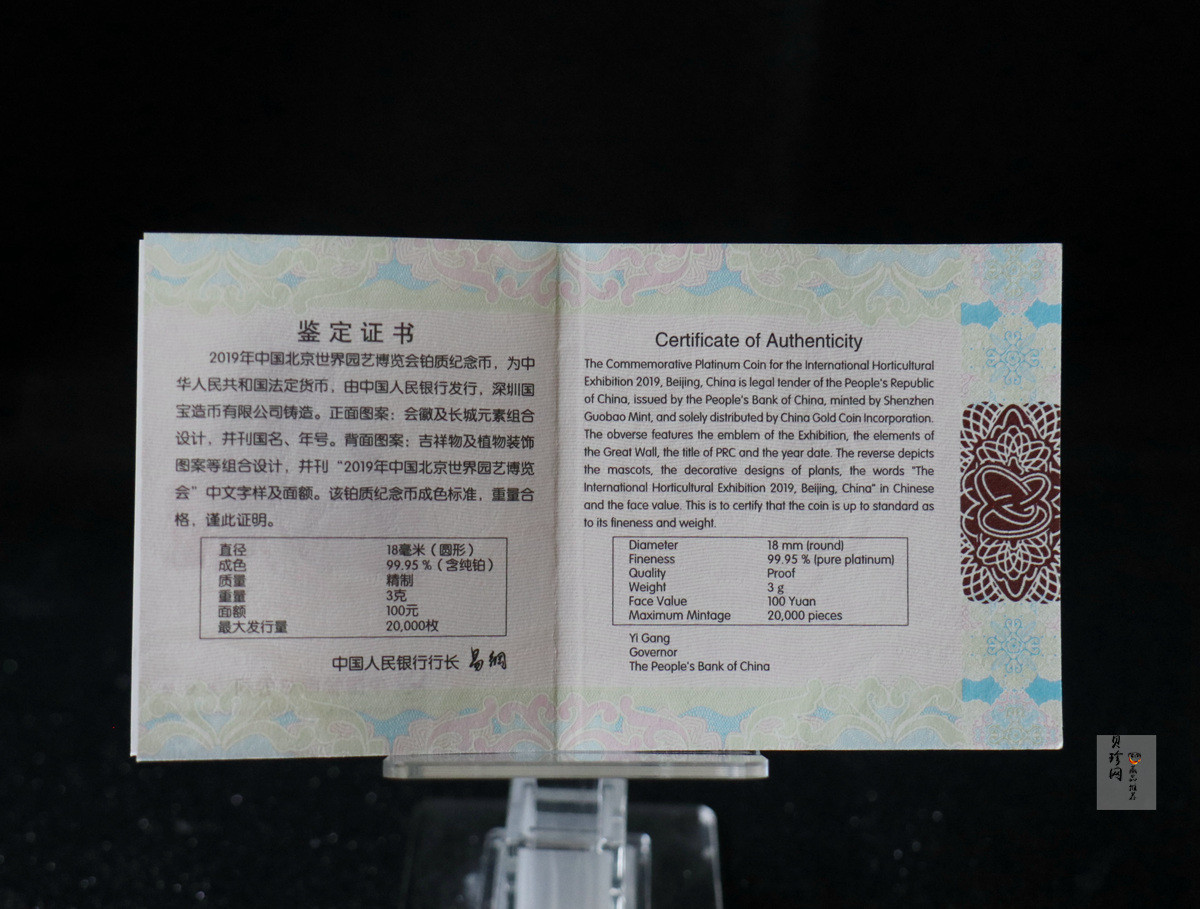 鉴定证书
2019年中国北京世界园艺博览会铂质纪念币，为中
华人民共和国法定货币，由中国人民银行发行，深圳国
宝造币有限公司铸造。正面图案：会徽及长城元素组合
设计，并刊国名、年号。背面图案：吉祥物及植物装饰
图案等组合设计，并刊“2019年中国北京世界园艺博览
会”中文字样及面额。该铂质纪念币成色标准，重量合
格，谨此证明。
直径 18毫米（圆形）
成色 99.95％（含纯铂）
质量 精制
重量 3克
面额 100元
最大发行量 20,000枚
中国人民银行行长 易纲
Certificate of Authenticity
The Commemorative Platinum Coin for the International Horticultural
Exhibition 2019, Beijing, China is legal tender of the People's Republic
of China, issued by the People's Bank of China, minted by Shenzhen
Guobao Mint, and solely distributed by China Gold Coin Incorporation.
The obverse features the emblem of the Exhibition, the elements of
the Great Wall, the title of PRC and the year date. The reverse depicts
the mascots, the decorative designs of plants, the words "The
International Horticultural Exhibition 2019, Beijing, China" in Chinese
and the face value. This is to certify that the coin is up to standard as
to its fineness and weight.
Diameter 18 mm (round)
Fineness 99.95 % (pure platinum)
Quality Proof
Weight 3 g
Face Value 100 Yuan
Maximum Mintage 20,000 pieces
Yi Gang
Governor
The People's Bank of China
贝珍网